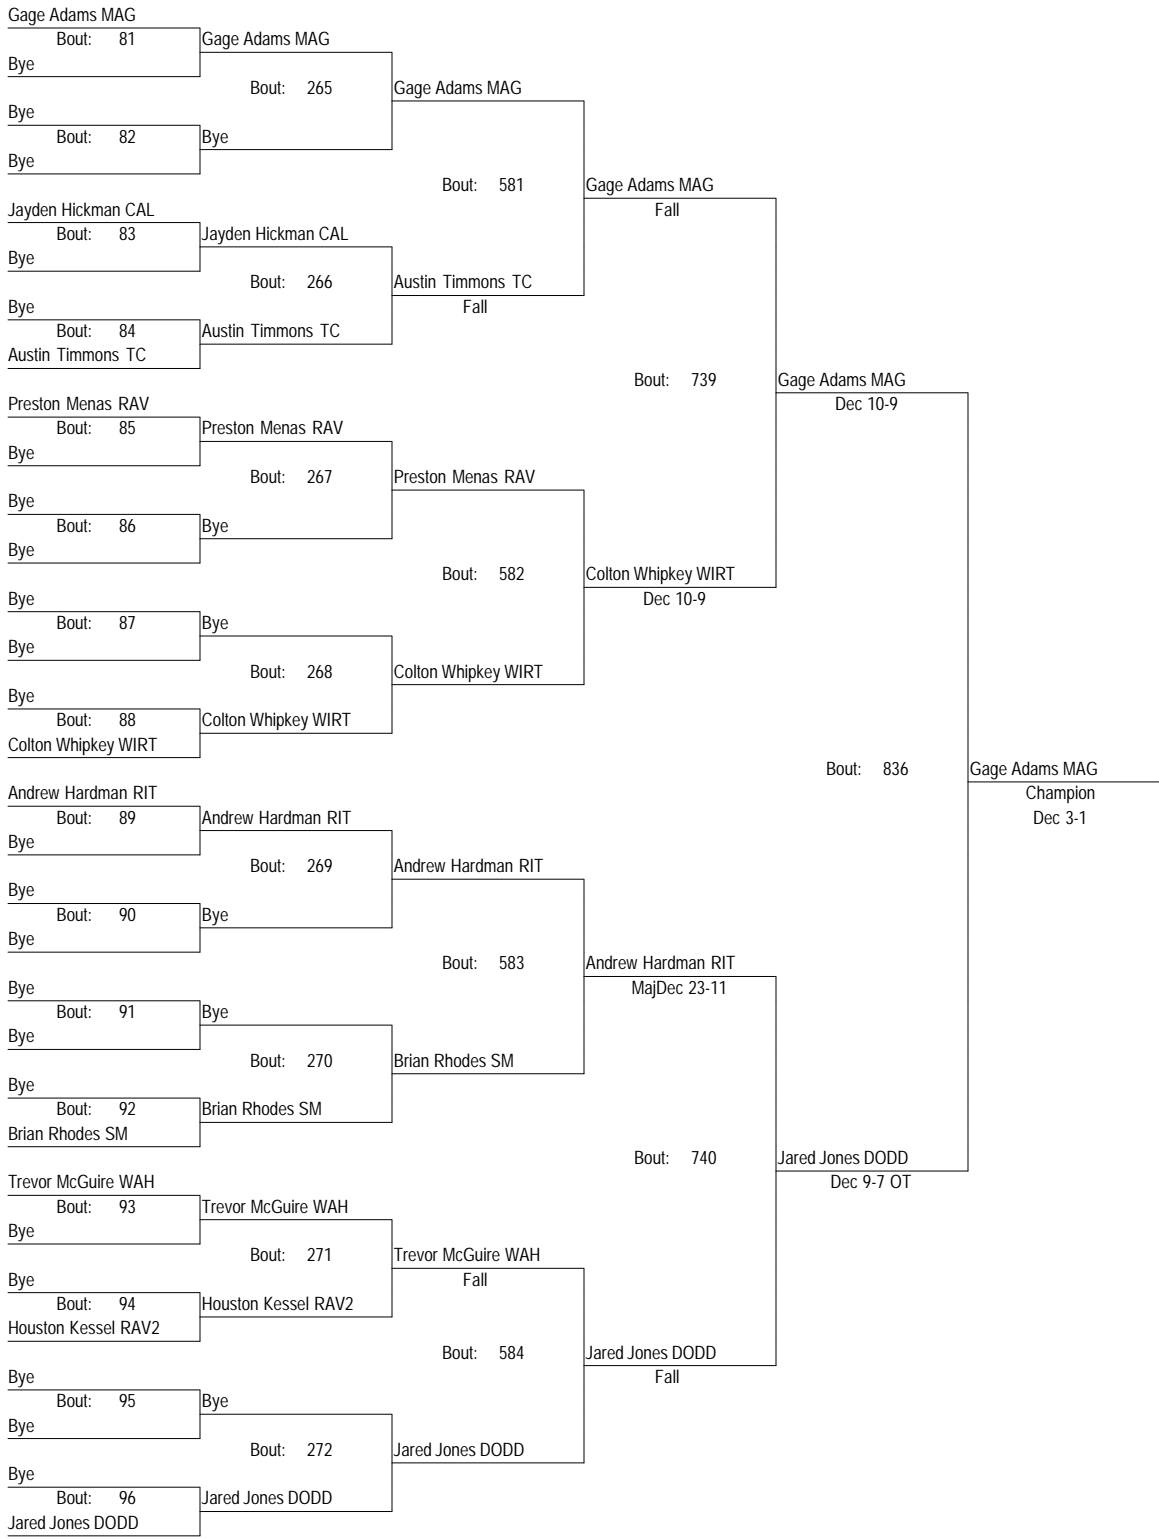 Gage Adams MAG
Bout: 81 Gage Adams MAG
Bye
Bout: 265 Gage Adams MAG
Bye
Bout: 82 Bye
Bye
Bout: 581 Gage Adams MAG
Jayden Hickman CAL Fall
Bout: 83 Jayden Hickman CAL
Bye
Bout: 266 Austin Timmons TC
Bye Fall
Bout: 84 Austin Timmons TC
Austin Timmons TC
Bout: 739 Gage Adams MAG
Preston Menas RAV Dec 10-9
Bout: 85 Preston Menas RAV
Bye
Bout: 267 Preston Menas RAV
Bye
Bout: 86 Bye
Bye
Bout: 582 Colton Whipkey WIRT
Bye Dec 10-9
Bout: 87 Bye
Bye
Bout: 268 Colton Whipkey WIRT
Bye
Bout: 88 Colton Whipkey WIRT
Colton Whipkey WIRT
Bout: 836 Gage Adams MAG
Andrew Hardman RIT Champion
Bout: 89 Andrew Hardman RIT Dec 3-1
Bye
Bout: 269 Andrew Hardman RIT
Bye
Bout: 90 Bye
Bye
Bout: 583 Andrew Hardman RIT
Bye MajDec 23-11
Bout: 91 Bye
Bye
Bout: 270 Brian Rhodes SM
Bye
Bout: 92 Brian Rhodes SM
Brian Rhodes SM
Bout: 740 Jared Jones DODD
Trevor McGuire WAH Dec 9-7 OT
Bout: 93 Trevor McGuire WAH
Bye
Bout: 271 Trevor McGuire WAH
Bye Fall
Bout: 94 Houston Kessel RAV2
Houston Kessel RAV2
Bout: 584 Jared Jones DODD
Bye Fall
Bout: 95 Bye
Bye
Bout: 272 Jared Jones DODD
Bye
Bout: 96 Jared Jones DODD
Jared Jones DODD